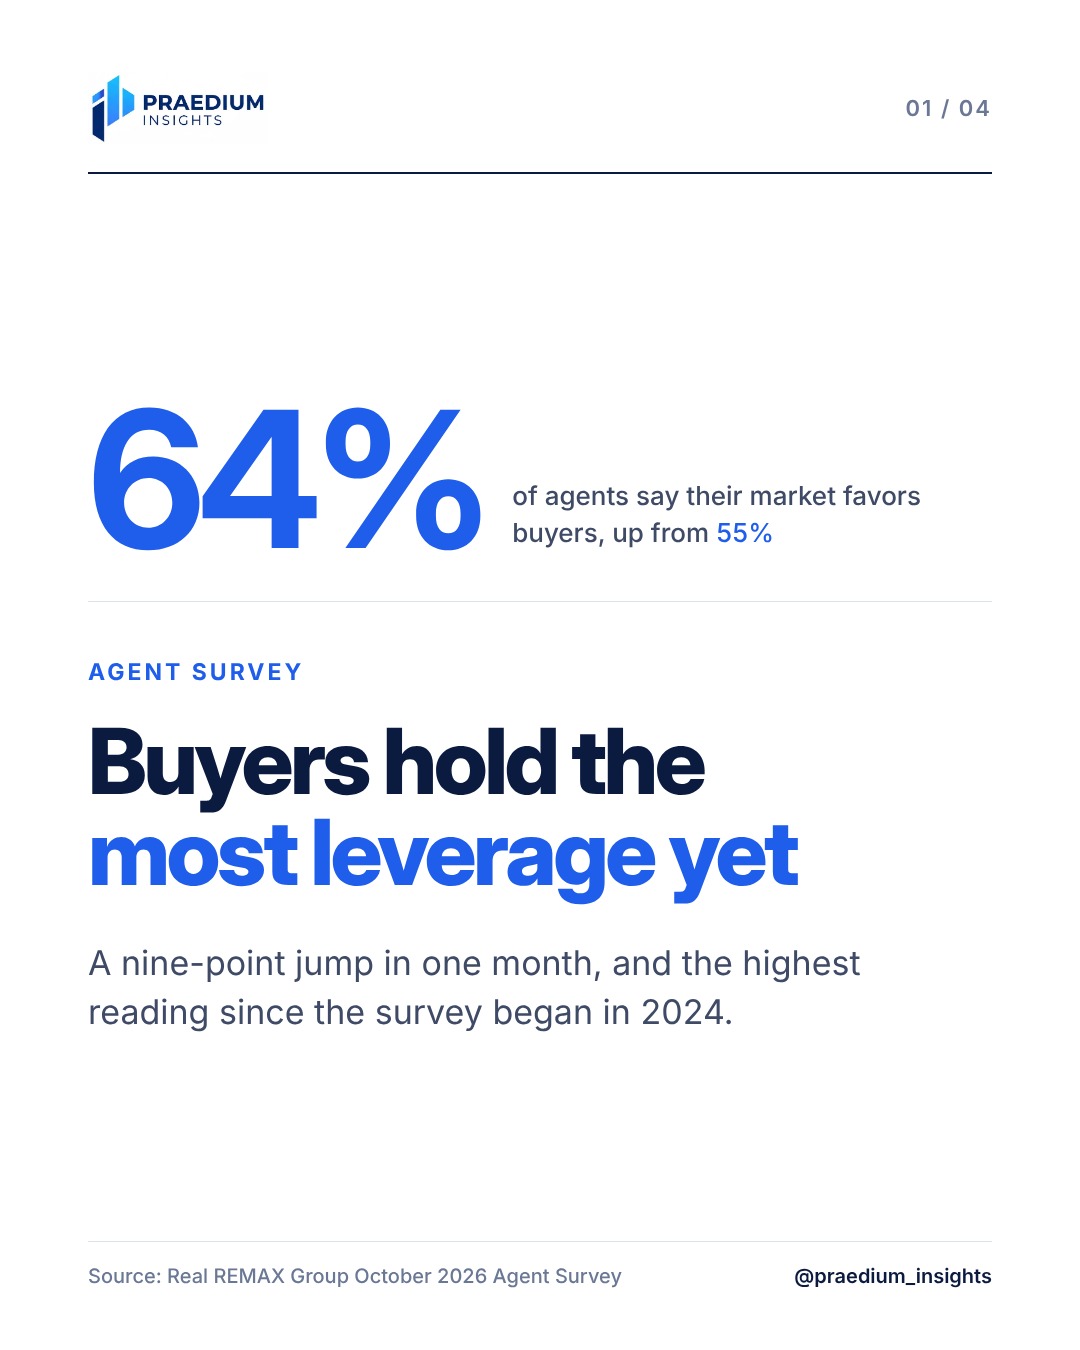 PRAEDIUM
INSIGHTS
01 / 04
64%
of agents say their market favors
buyers, up from 55%
AGENT SURVEY
Buyers hold the
most leverage yet
A nine-point jump in one month, and the highest
reading since the survey began in 2024.
Source: Real REMAX Group October 2026 Agent Survey
@praedium_insights